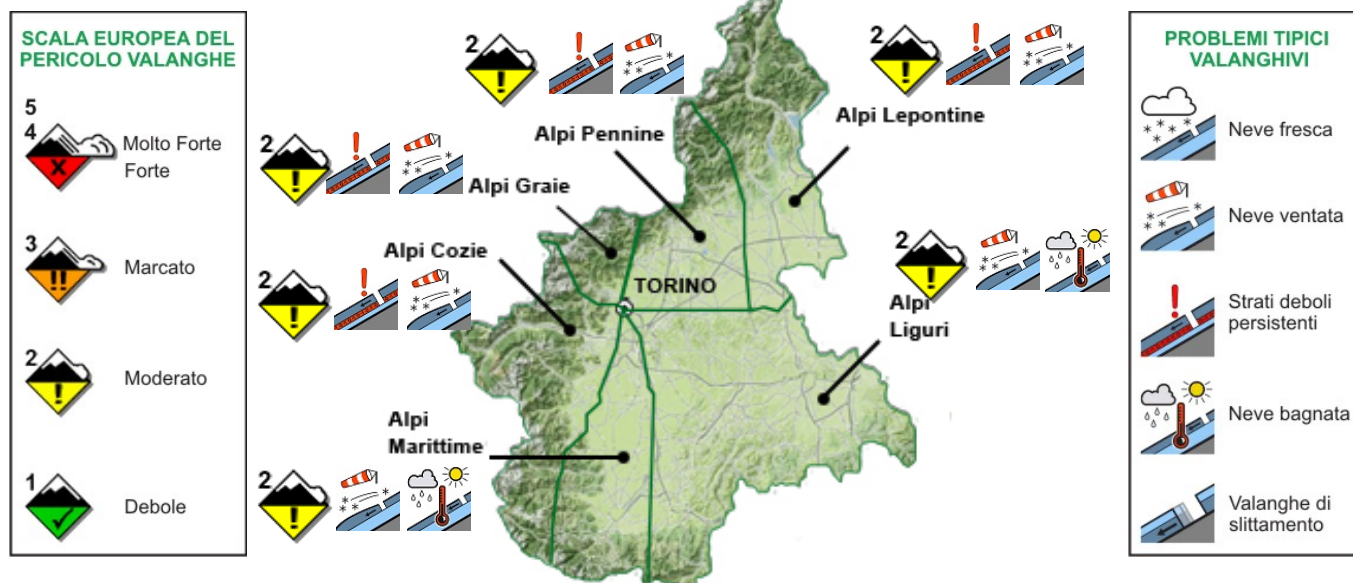 SCALA EUROPEA DEL
PERICOLO VALANGHE
5
4
Molto Forte
Forte
3
Marcato
2
Moderato
1
Debole
2
Alpi Pennine
2
Alpi Lepontine
2
Alpi Graie
2
Alpi Cozie
TORINO
2
Alpi
Liguri
2
Alpi
Marittime
PROBLEMI TIPICI
VALANGHIVI
Neve fresca
Neve ventata
Strati deboli
persistenti
Neve bagnata
Valanghe di
slittamento